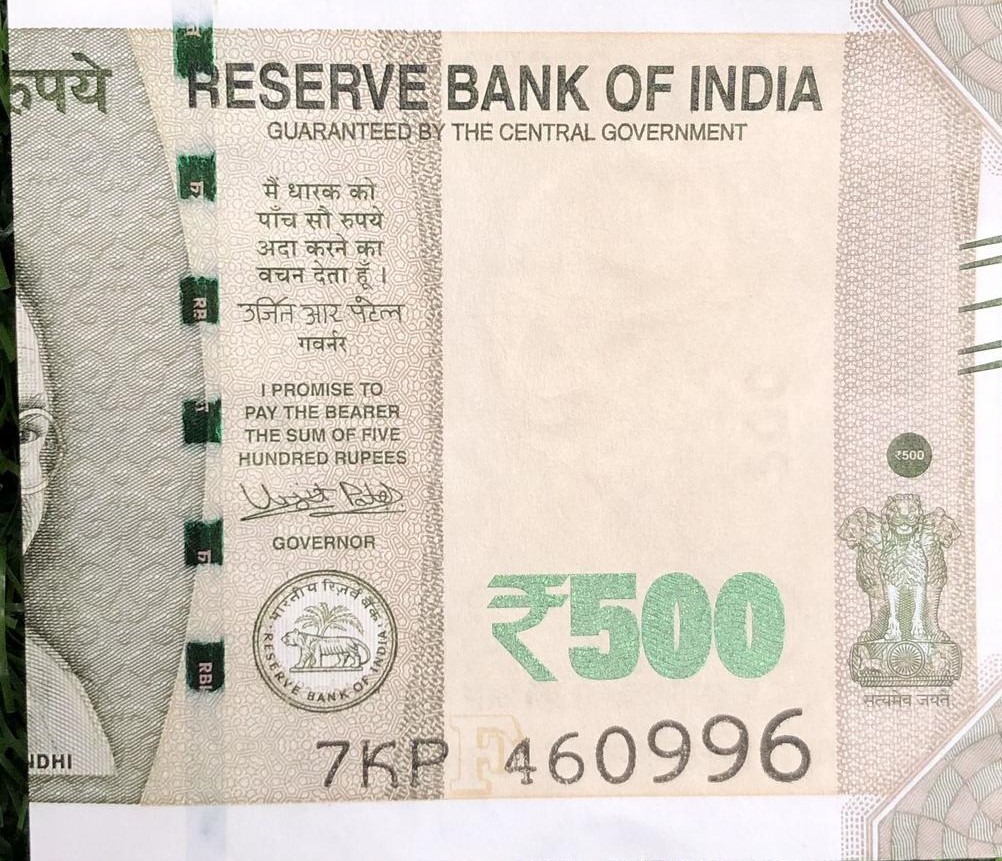 रुपये
RESERVE BANK OF INDIA
GUARANTEED BY THE CENTRAL GOVERNMENT
मैं धारक को
पाँच सौ रुपये
अदा करने का
वचन देता हूँ ।
उर्जित आर पटेल
गवर्नर
I PROMISE TO
PAY THE BEARER
THE SUM OF FIVE
HUNDRED RUPEES
Urjit Patel
GOVERNOR
भारतीय रिज़र्व बैंक
RESERVE BANK OF INDIA
भा
RBI
भा
भा
RBI
₹500
₹500
सत्यमेव जयते
NDHI
7KP F 460996